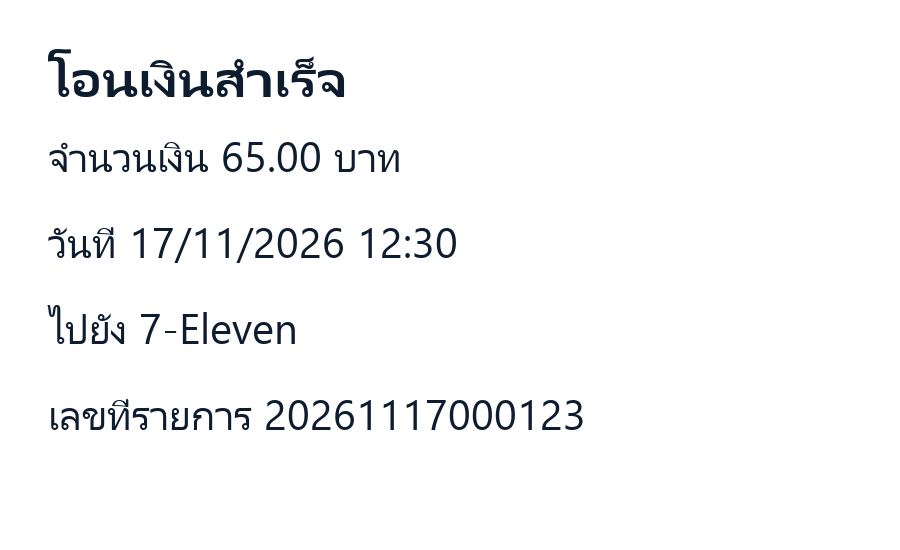 โอนเงินสำเร็จ
จำนวนเงิน 65.00 บาท
วันที่ 17/11/2026 12:30
ไปยัง 7-Eleven
เลขที่รายการ 20261117000123